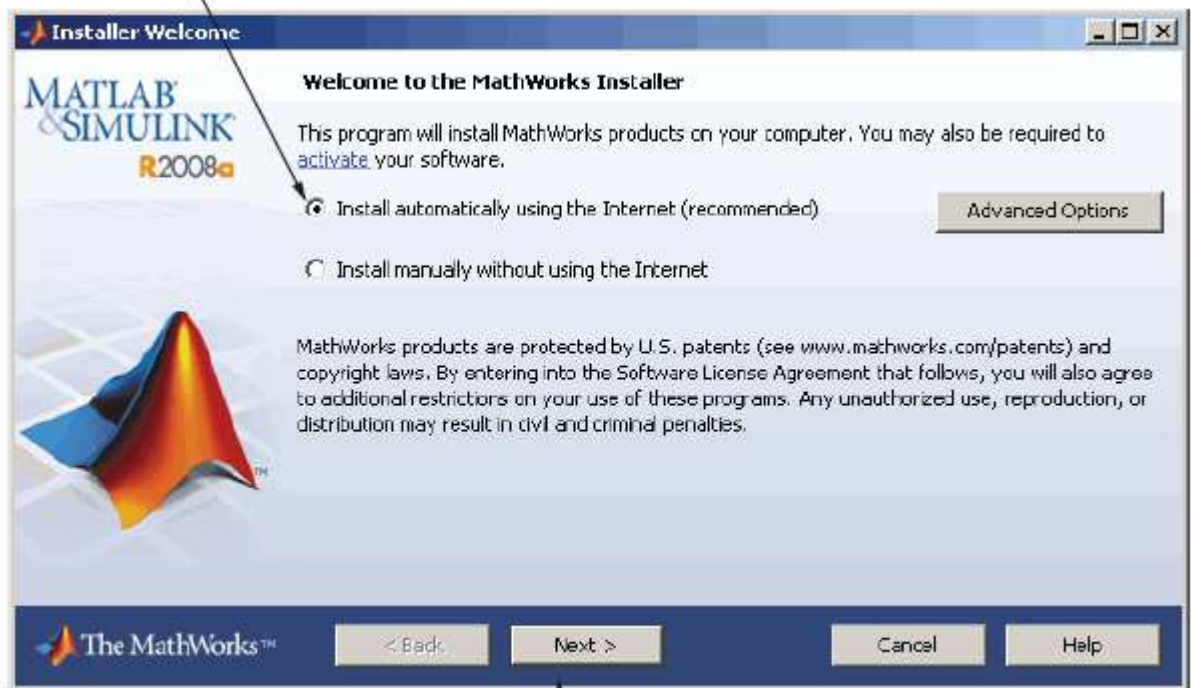 Installer Welcome
MATLAB
&SIMULINK
R2008a
Welcome to the MathWorks Installer
This program will install MathWorks products on your computer. You may also be required to
activate your software.
Install automatically using the Internet (recommended)
Advanced Options
Install manually without using the Internet
MathWorks products are protected by U.S. patents (see www.mathworks.com/patents) and
copyright laws. By entering into the Software License Agreement that follows, you will also agree
to additional restrictions on your use of these programs. Any unauthorized use, reproduction, or
distribution may result in civil and criminal penalties.
TM
The MathWorks™
< Back
Next >
Cancel
Help